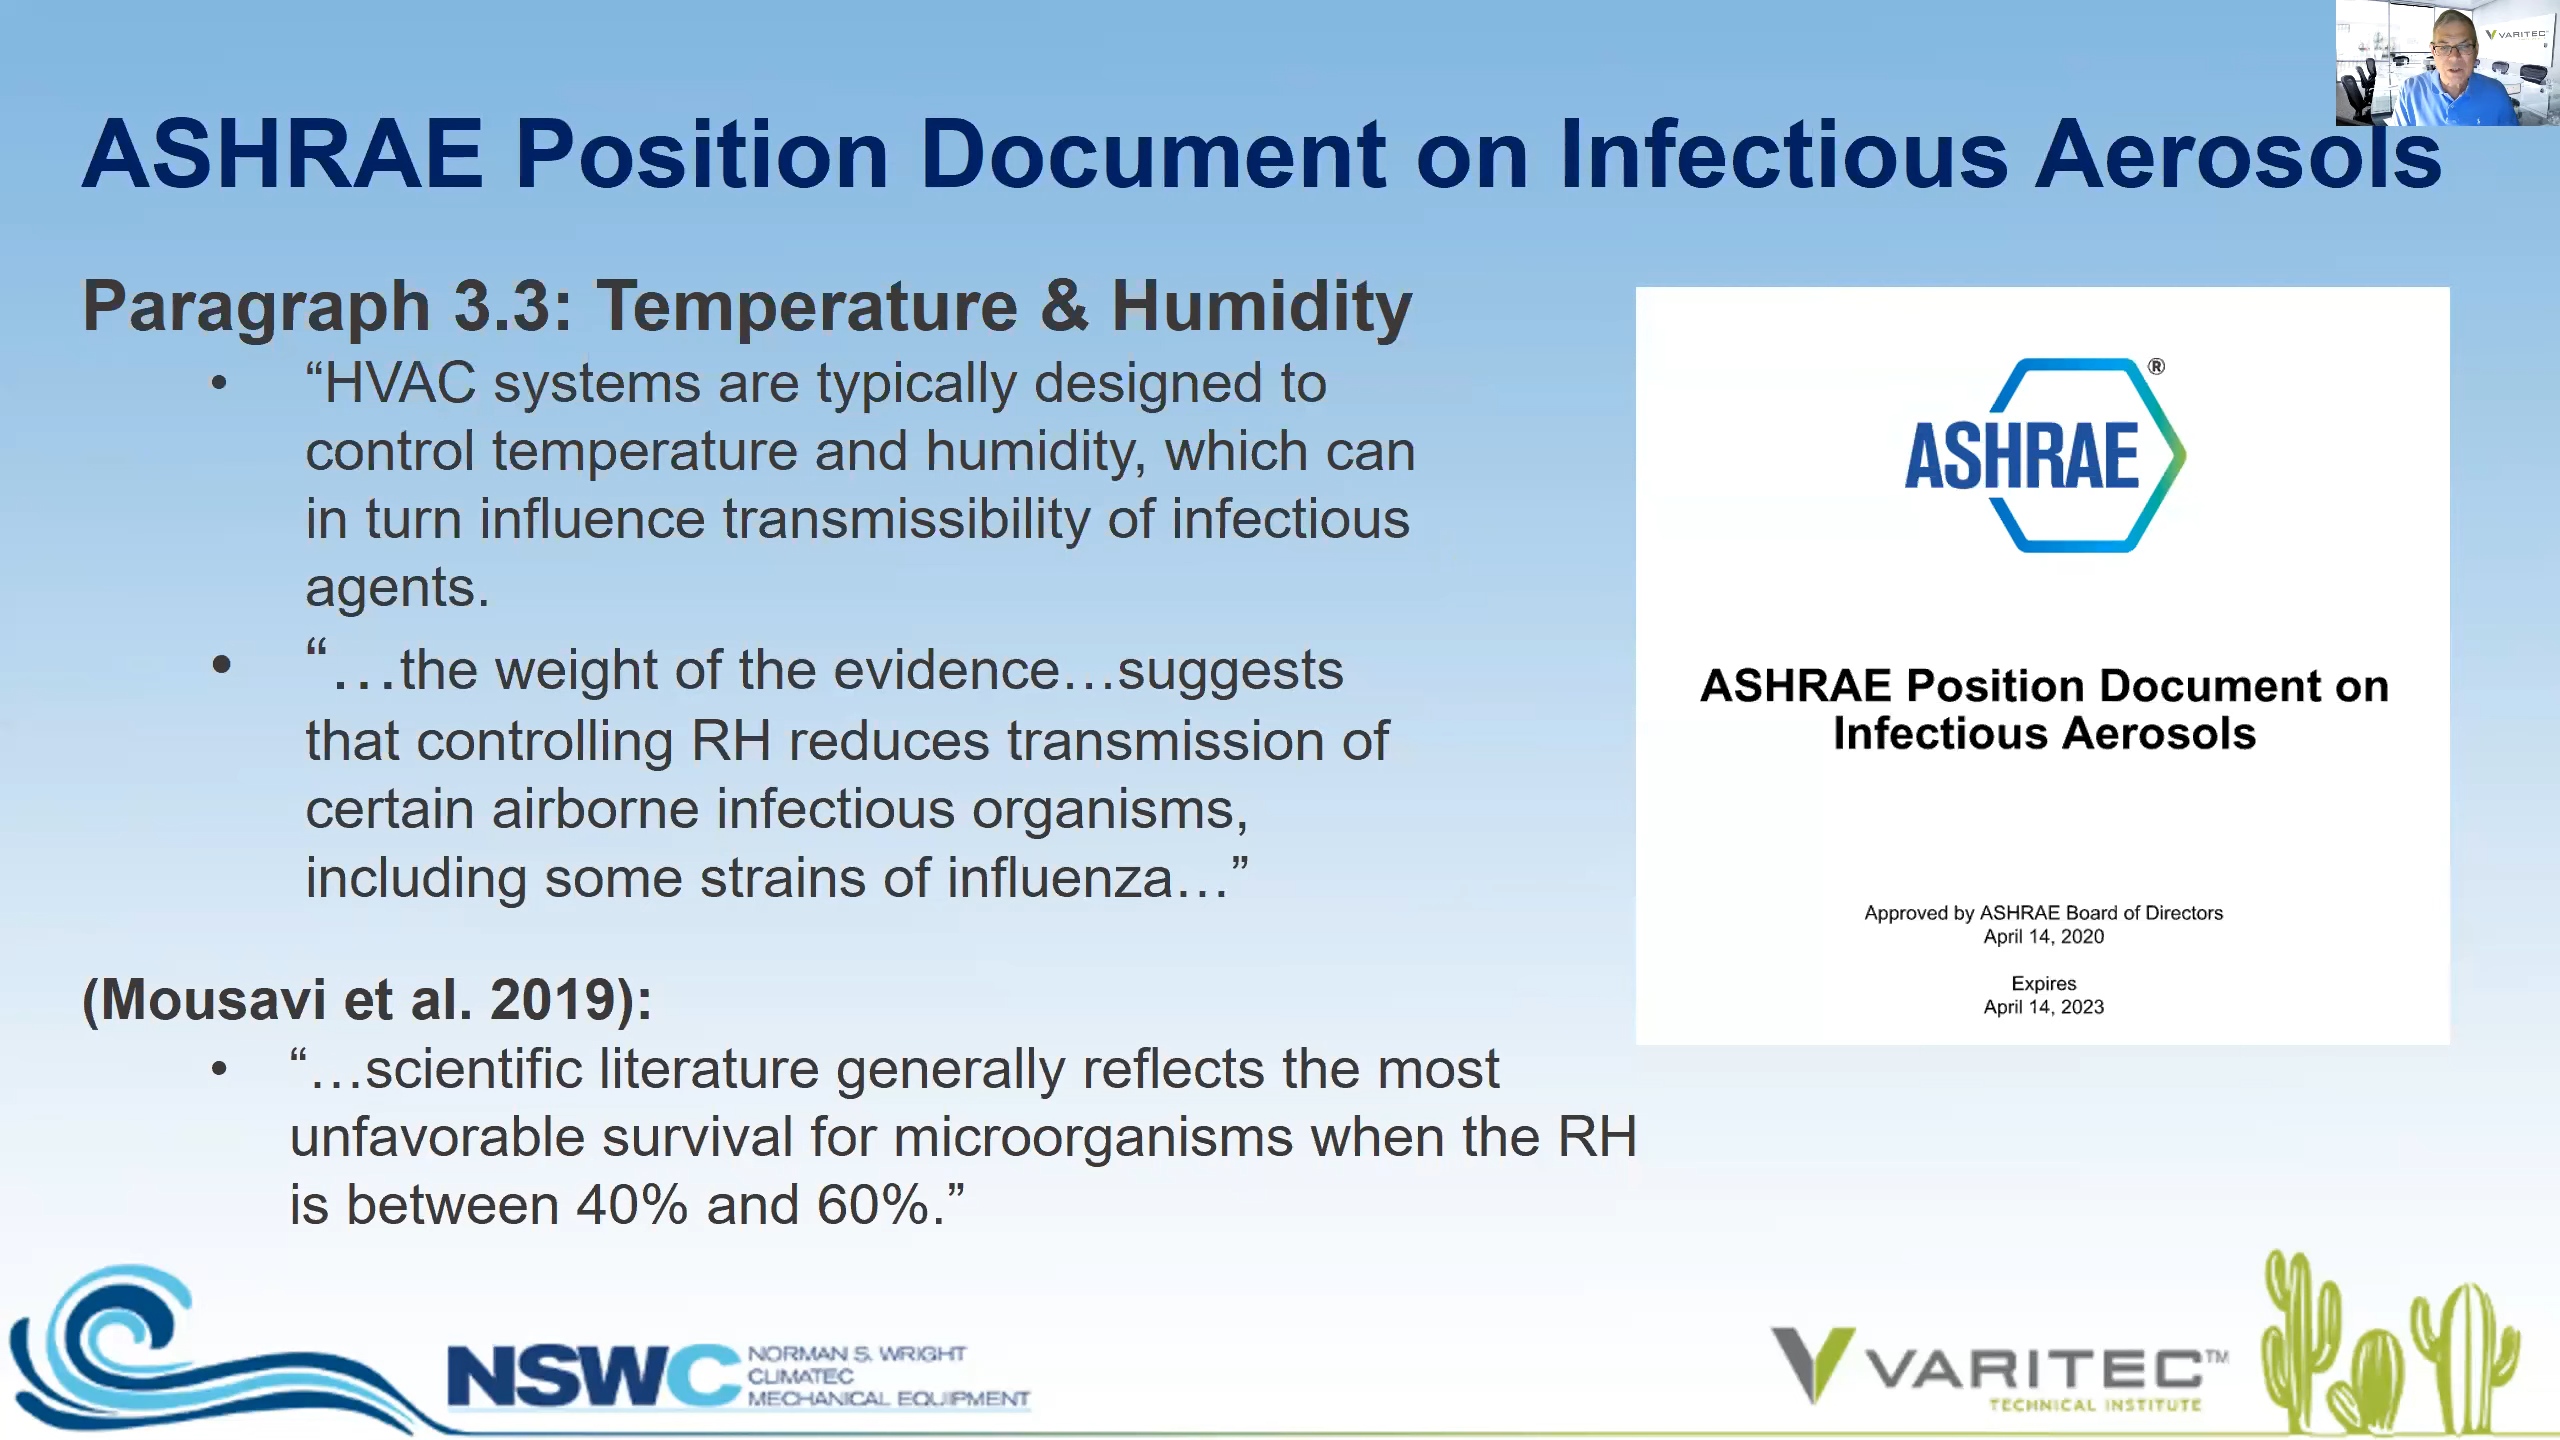 VARITEC
ASHRAE Position Document on Infectious Aerosols
Paragraph 3.3: Temperature & Humidity
• “HVAC systems are typically designed to
control temperature and humidity, which can
in turn influence transmissibility of infectious
agents.
• “…the weight of the evidence…suggests
that controlling RH reduces transmission of
certain airborne infectious organisms,
including some strains of influenza…”
(Mousavi et al. 2019):
• “…scientific literature generally reflects the most
unfavorable survival for microorganisms when the RH
is between 40% and 60%.”
ASHRAE®
ASHRAE Position Document on
Infectious Aerosols
Approved by ASHRAE Board of Directors
April 14, 2020
Expires
April 14, 2023
NSWC
NORMAN S. WRIGHT
CLIMATEC
MECHANICAL EQUIPMENT
VARITEC™
TECHNICAL INSTITUTE